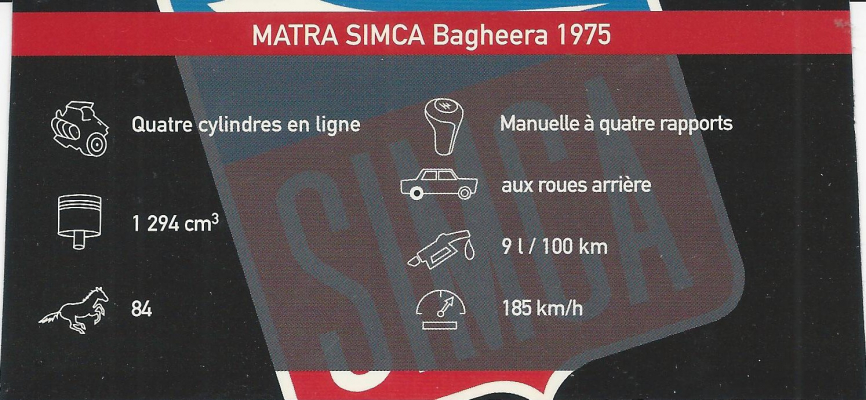 MATRA SIMCA Bagheera 1975
Quatre cylindres en ligne
1 294 cm³
84
Manuelle à quatre rapports
aux roues arrière
9 l / 100 km
185 km/h
SIMCA